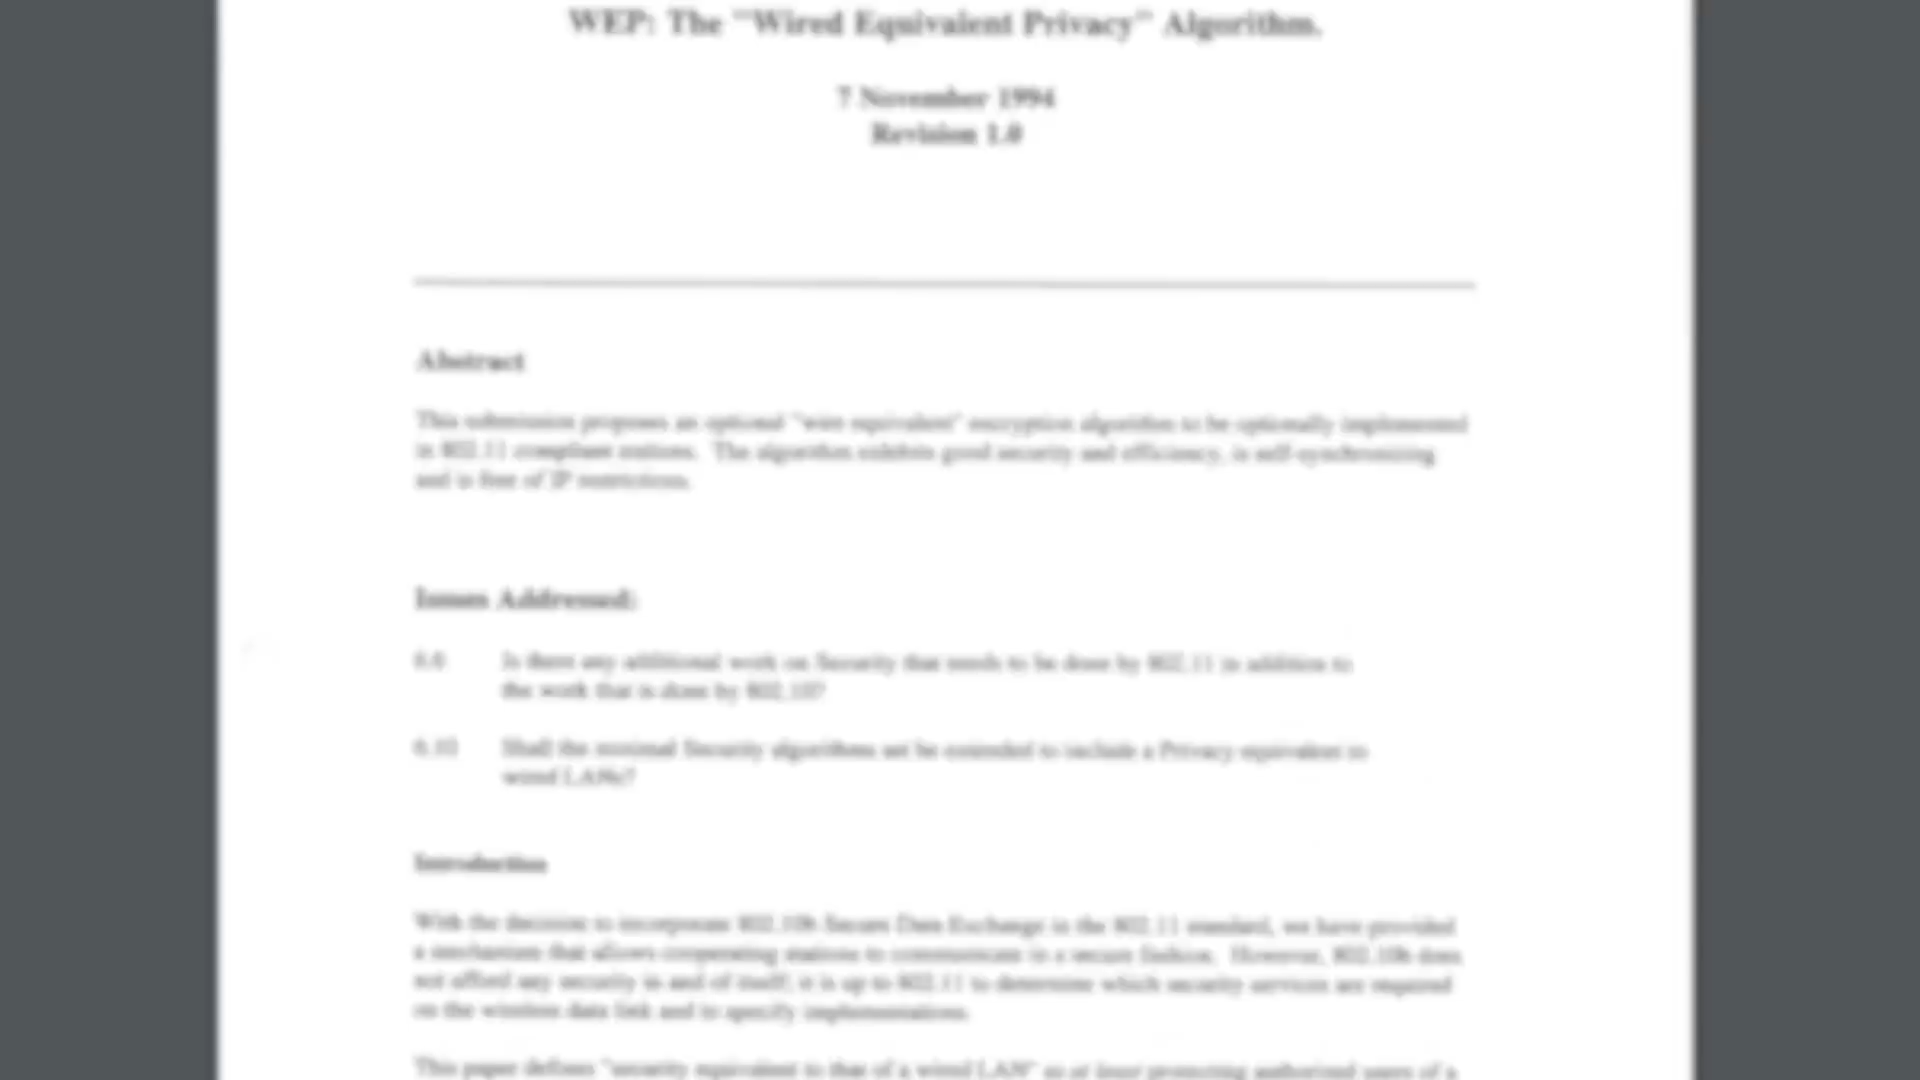 WEP: The "Wired Equivalent Privacy" Algorithm.
7 November 1994
Revision 1.0
Abstract
This submission proposes an optional "wire equivalent" encryption algorithm to be optionally implemented
in 802.11 compliant stations. The algorithm exhibits good security and efficiency, is self-synchronizing
and is free of IP restrictions.
Issues Addressed:
Is there any additional work on Security that needs to be done by 802.11 in addition to
the work that is done by 802.10?
Shall the minimal Security algorithms set be extended to include a Privacy equivalent to
wired LANs?
Introduction
With the decision to incorporate 802.10b Secure Data Exchange in the 802.11 standard, we have provided
a mechanism that allows cooperating stations to communicate in a secure fashion. However, 802.10b does
not afford any security in and of itself; it is up to 802.11 to determine which security services are required
on the wireless data link and to specify implementations.
This paper defines "security equivalent to that of a wired LAN" as at least protecting authorized users of a